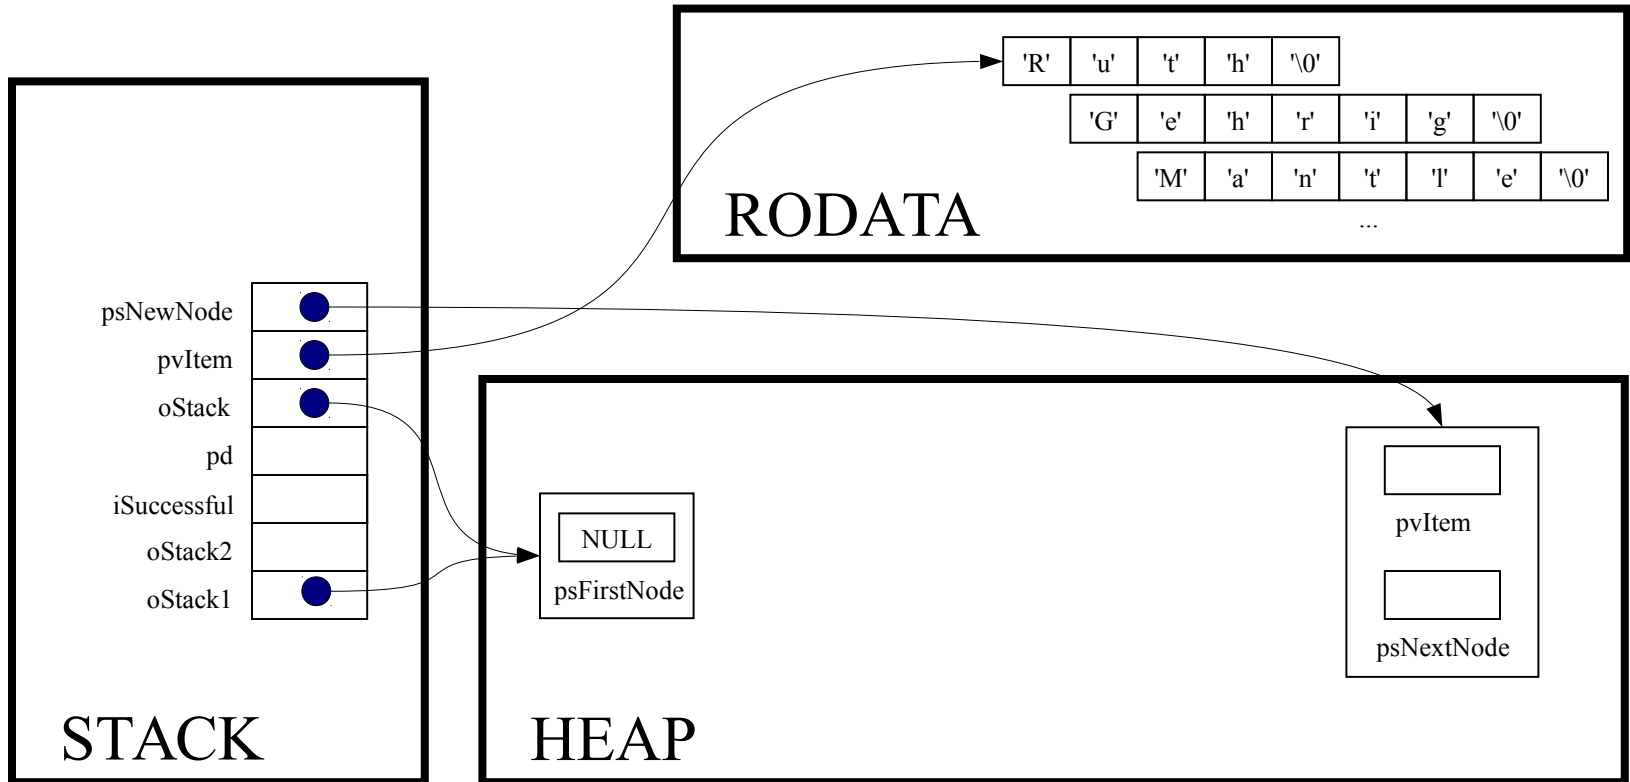 'R' 'u' 't' 'h' '\0'
'G' 'e' 'h' 'r' 'i' 'g' '\0'
'M' 'a' 'n' 't' 'l' 'e' '\0'
...
RODATA
psNewNode
pvItem
oStack
pd
iSuccessful
oStack2
oStack1
STACK
NULL
psFirstNode
pvItem
psNextNode
HEAP